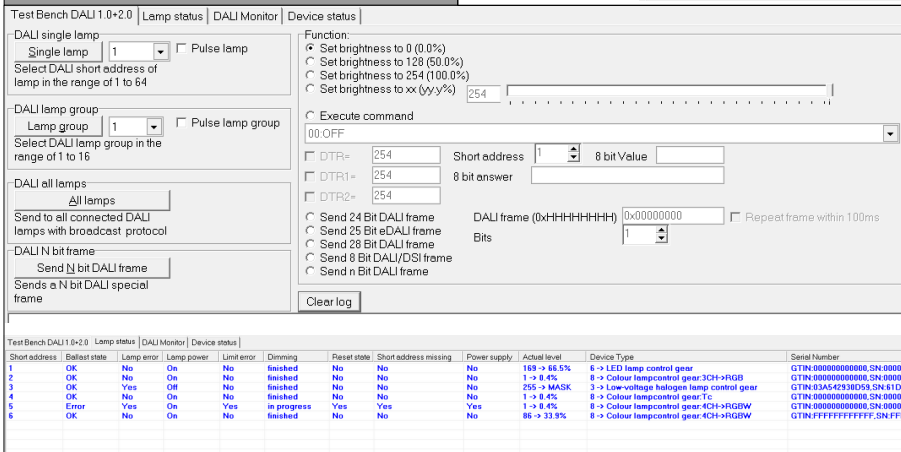 Test Bench DALI 1.0+2.0 Lamp status DALI Monitor Device status
DALI single lamp
Single lamp 1 Pulse lamp
Select DALI short address of
lamp in the range of 1 to 64
DALI lamp group
Lamp group 1 Pulse lamp group
Select DALI lamp group in the
range of 1 to 16
DALI all lamps
All lamps
Send to all connected DALI
lamps with broadcast protocol
DALI N bit frame
Send N bit DALI frame
Sends a N bit DALI special
frame
Function:
Set brightness to 0 (0.0%)
Set brightness to 128 (50.0%)
Set brightness to 254 (100.0%)
Set brightness to xx (yy.y%) 254
Execute command
00:OFF
DTR= 254 Short address 1 8 bit Value
DTR1= 254 8 bit answer
DTR2= 254
Send 24 Bit DALI frame DALI frame (0xHHHHHHHH) 0x00000000 Repeat frame within 100ms
Send 25 Bit eDALI frame Bits 1
Send 28 Bit DALI frame
Send 8 Bit DALI/DSI frame
Send n Bit DALI frame
Clear log
Test Bench DALI 1.0+2.0 Lamp status DALI Monitor Device status
Short address Ballast state Lamp error Lamp power Limit error Dimming Reset state Short address missing Power supply Actual level Device Type Serial Number
1 OK No On No finished No No No 169 -> 66.5% 6 -> LED lamp control gear GTIN:000000000000,SN:0000
2 OK No On No finished No No No 1 -> 0.4% 8 -> Colour lampcontrol gear:3CH->RGB GTIN:000000000000,SN:0000
3 OK Yes Off No finished No No No 255 -> MASK 3 -> Low-voltage halogen lamp control gear GTIN:03A542930D59,SN:61D
4 OK No On No finished No No No 1 -> 0.4% 8 -> Colour lampcontrol gear:Tc GTIN:000000000000,SN:0000
5 Error Yes On Yes in progress Yes Yes Yes 1 -> 0.4% 8 -> Colour lampcontrol gear:4CH->RGBW GTIN:000000000000,SN:0000
6 OK No On No finished No No No 86 -> 33.9% 8 -> Colour lampcontrol gear:4CH->RGBW GTIN:FFFFFFFFFFFF,SN:FF